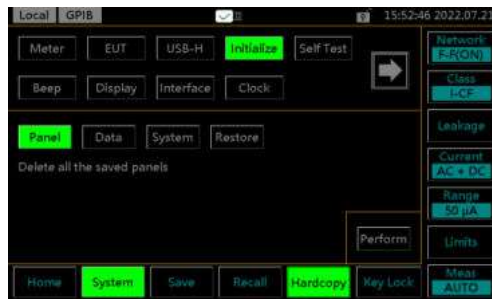 Local GPIB 15:52:46 2022.07.21
Meter EUT USB-H Initialize Self Test
Beep Display Interface Clock
Panel Data System Restore
Delete all the saved panels
Perform
Network
F-F(ON)
Class
I-CF
Leakage
Current
AC + DC
Range
50 µA
Limits
Meas
AUTO
Home System Save Recall Hardcopy Key Lock